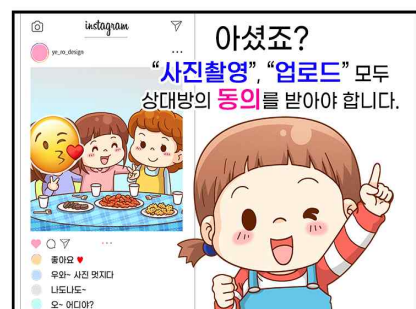 instagram
ye_ro_design
아셨죠?
“사진촬영”, “업로드” 모두
상대방의 동의를 받아야 합니다.
좋아요
우와~ 사진 멋지다
나도나도~
오~ 어디야?